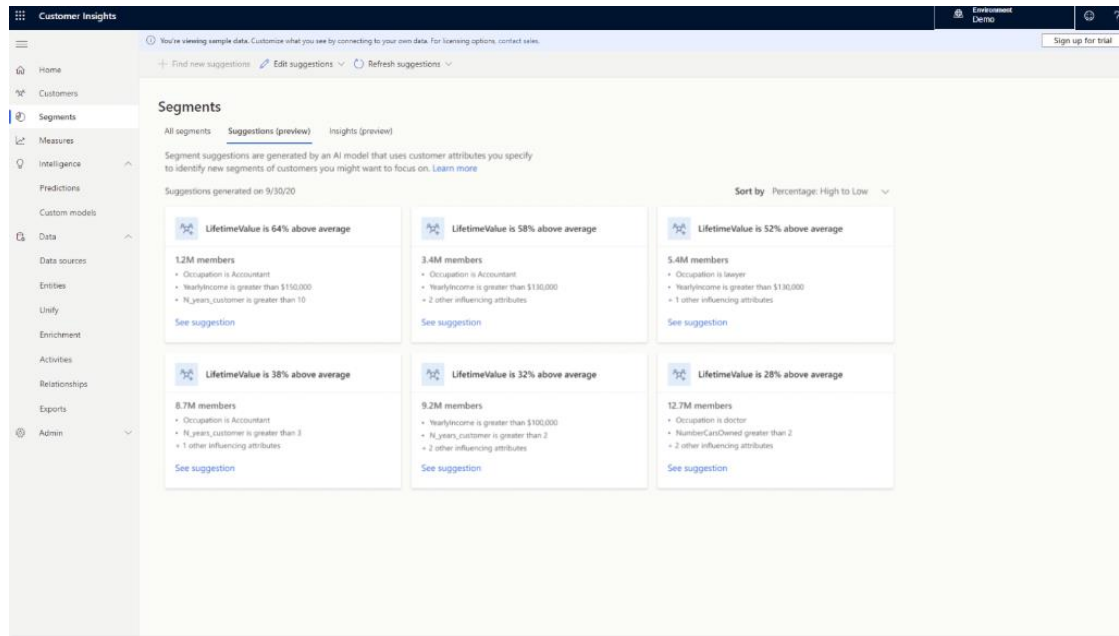 Customer Insights
Environment
Demo
?
You're viewing sample data. Customize what you see by connecting to your own data. For licensing options, contact sales.
Sign up for trial
Find new suggestions Edit suggestions Refresh suggestions
Home
Customers
Segments
Measures
Intelligence
Predictions
Custom models
Data
Data sources
Entities
Unify
Enrichment
Activities
Relationships
Exports
Admin
Segments
All segments Suggestions (preview) Insights (preview)
Segment suggestions are generated by an AI model that uses customer attributes you specify
to identify new segments of customers you might want to focus on. Learn more
Suggestions generated on 9/30/20
Sort by Percentage: High to Low
LifetimeValue is 64% above average
1.2M members
• Occupation is Accountant
• YearlyIncome is greater than $150,000
• N_years_customer is greater than 10
See suggestion
LifetimeValue is 58% above average
3.4M members
• Occupation is Accountant
• YearlyIncome is greater than $130,000
+ 2 other influencing attributes
See suggestion
LifetimeValue is 52% above average
5.4M members
• Occupation is lawyer
• YearlyIncome is greater than $130,000
+ 1 other influencing attributes
See suggestion
LifetimeValue is 38% above average
8.7M members
• Occupation is Accountant
• N_years_customer is greater than 3
+ 1 other influencing attributes
See suggestion
LifetimeValue is 32% above average
9.2M members
• YearlyIncome is greater than $100,000
• N_years_customer is greater than 2
+ 2 other influencing attributes
See suggestion
LifetimeValue is 28% above average
12.7M members
• Occupation is doctor
• NumberCarsOwned greater than 2
+ 2 other influencing attributes
See suggestion